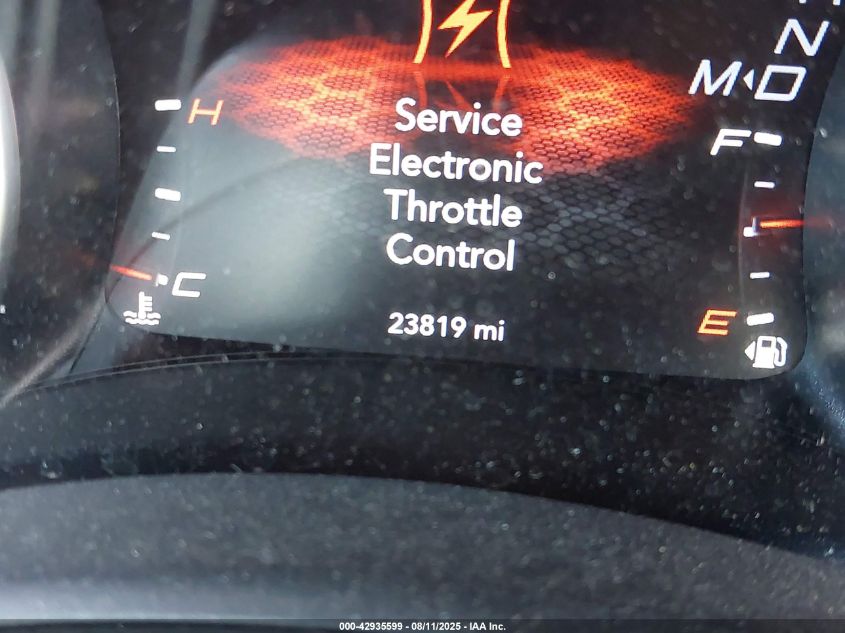 N
M D
H
F
Service
Electronic
Throttle
Control
C
23819 mi
E
000-42935599 - 08/11/2025 - IAA Inc.